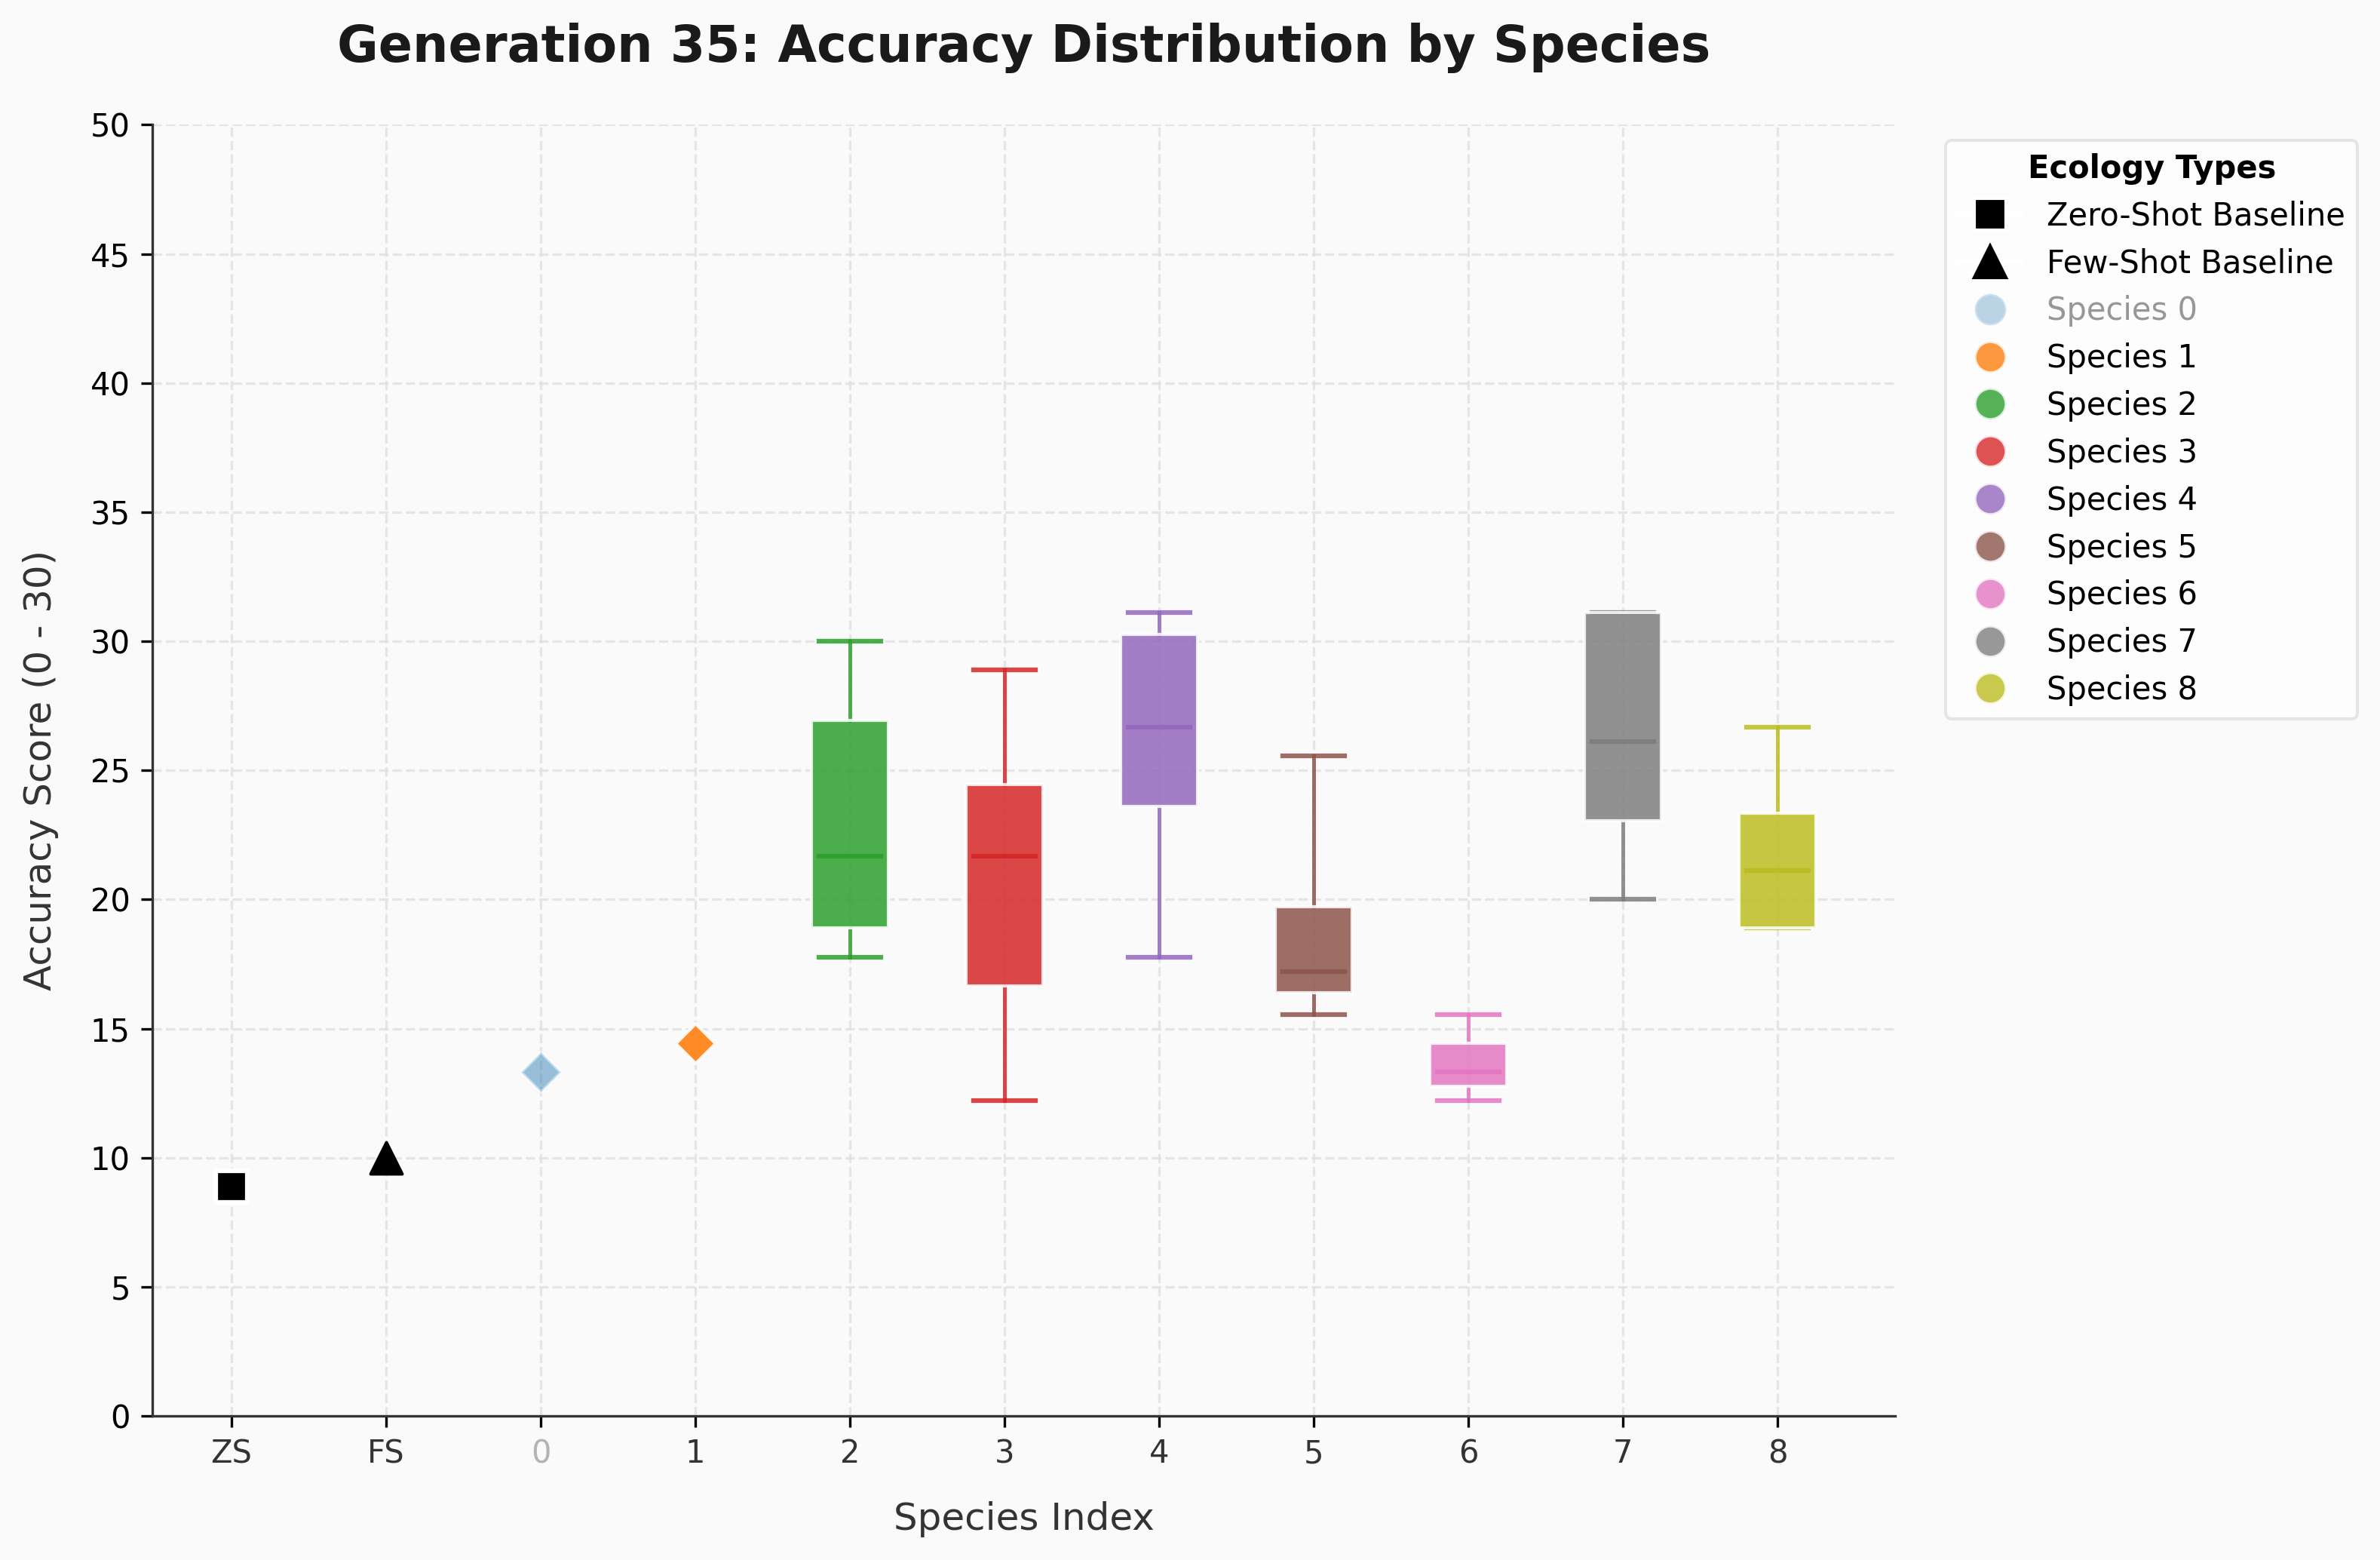 Generation 35: Accuracy Distribution by Species
Accuracy Score (0 - 30)
50
45
40
35
30
25
20
15
10
5
0
ZS FS 0 1 2 3 4 5 6 7 8
Species Index
Ecology Types
Zero-Shot Baseline
Few-Shot Baseline
Species 0
Species 1
Species 2
Species 3
Species 4
Species 5
Species 6
Species 7
Species 8